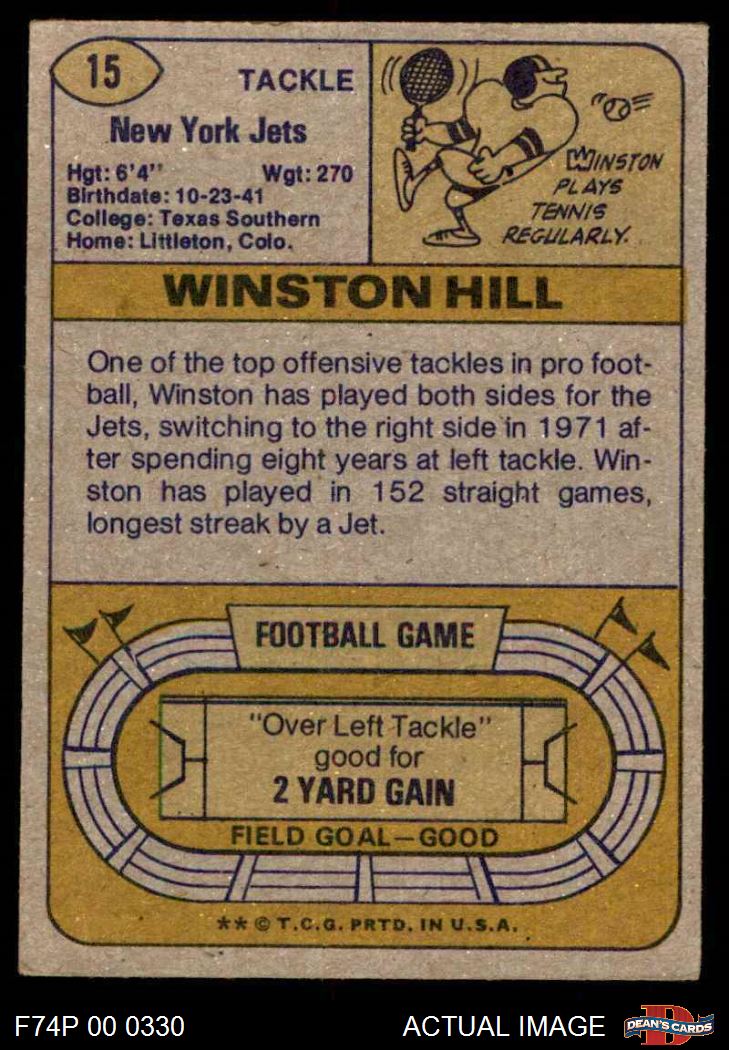 15
TACKLE
New York Jets
Hgt: 6'4" Wgt: 270
Birthdate: 10-23-41
College: Texas Southern
Home: Littleton, Colo.
WINSTON
PLAYS
TENNIS
REGULARLY.
WINSTON HILL
One of the top offensive tackles in pro foot-
ball, Winston has played both sides for the
Jets, switching to the right side in 1971 af-
ter spending eight years at left tackle. Win-
ston has played in 152 straight games,
longest streak by a Jet.
FOOTBALL GAME
"Over Left Tackle"
good for
2 YARD GAIN
FIELD GOAL—GOOD
** © T.C.G. PRTD. IN U.S.A.
F74P 00 0330 ACTUAL IMAGE
D
DEAN'S CARDS